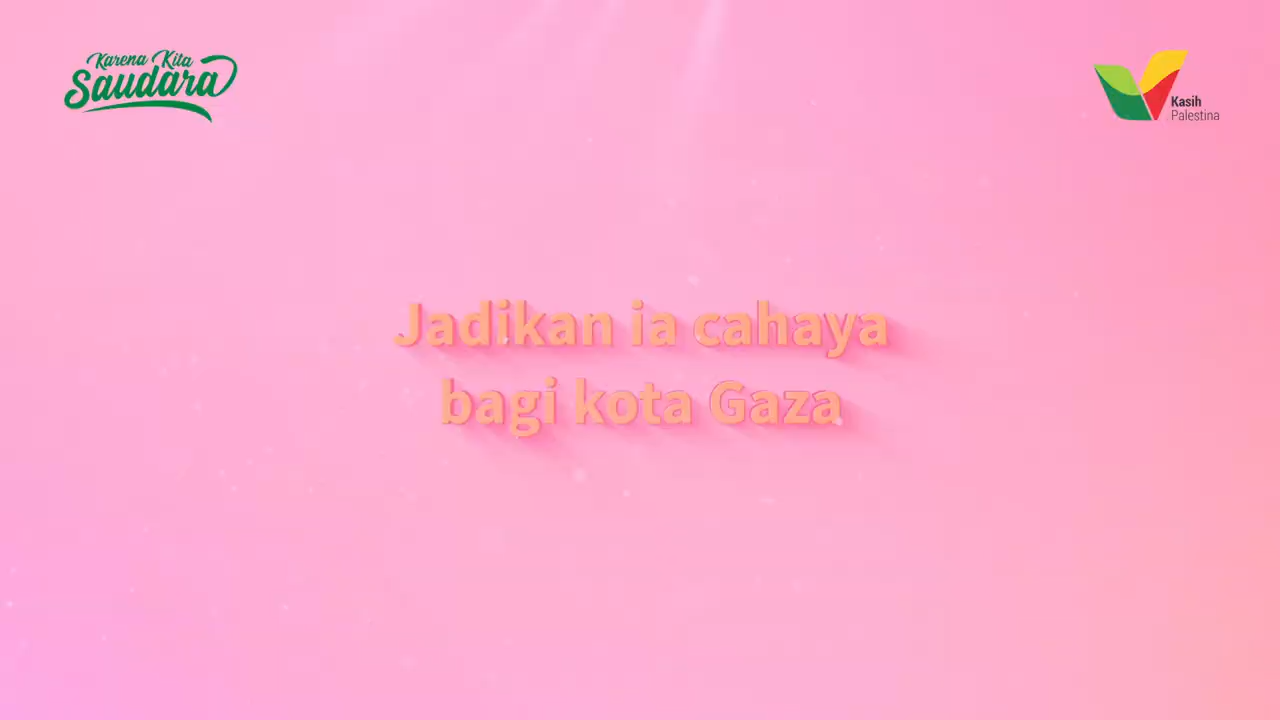 Karena Kita
Saudara
Kasih
Palestina
Jadikan ia cahaya
bagi kota Gaza